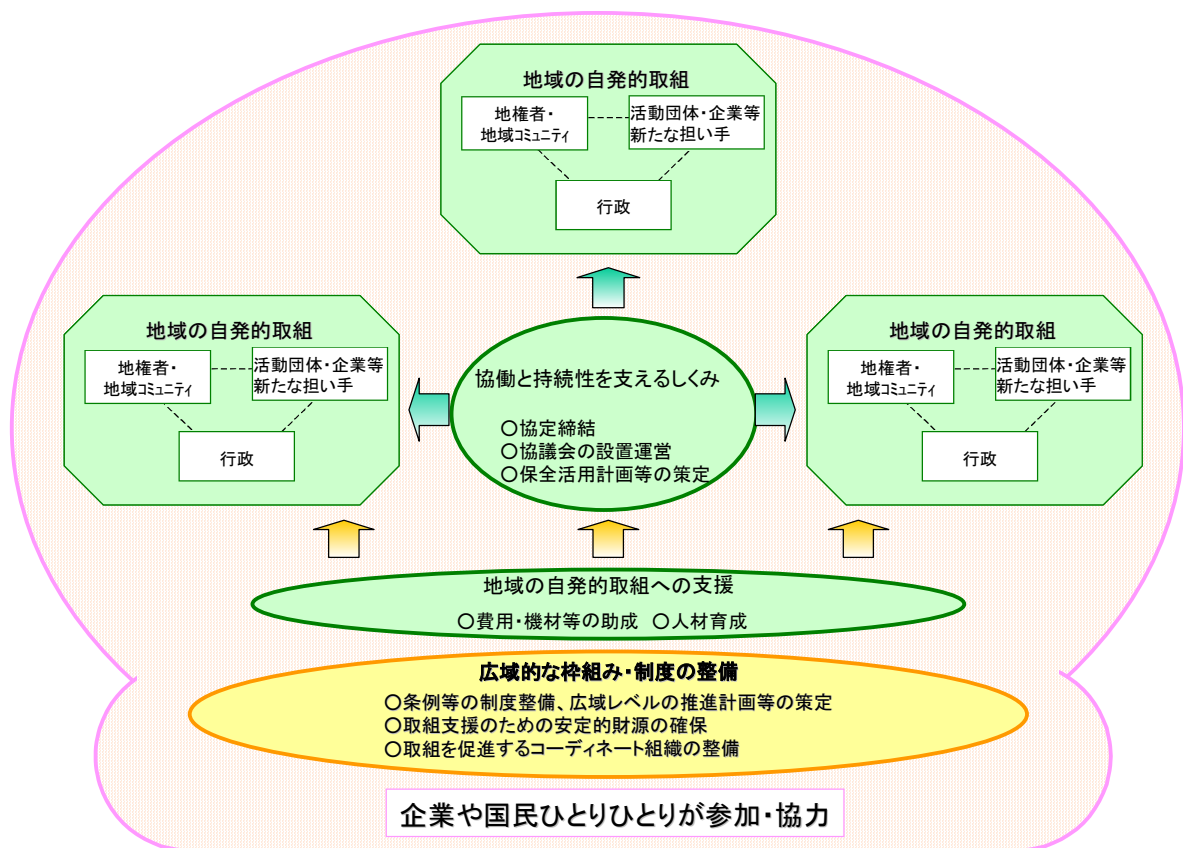 地域の自発的取組
地権者・
地域コミュニティ
活動団体・企業等
新たな担い手
行政
地域の自発的取組
地権者・
地域コミュニティ
活動団体・企業等
新たな担い手
行政
協働と持続性を支えるしくみ
○協定締結
○協議会の設置運営
○保全活用計画等の策定
地域の自発的取組
地権者・
地域コミュニティ
活動団体・企業等
新たな担い手
行政
地域の自発的取組への支援
○費用・機材等の助成 ○人材育成
広域的な枠組み・制度の整備
○条例等の制度整備、広域レベルの推進計画等の策定
○取組支援のための安定的財源の確保
○取組を促進するコーディネート組織の整備
企業や国民ひとりひとりが参加・協力